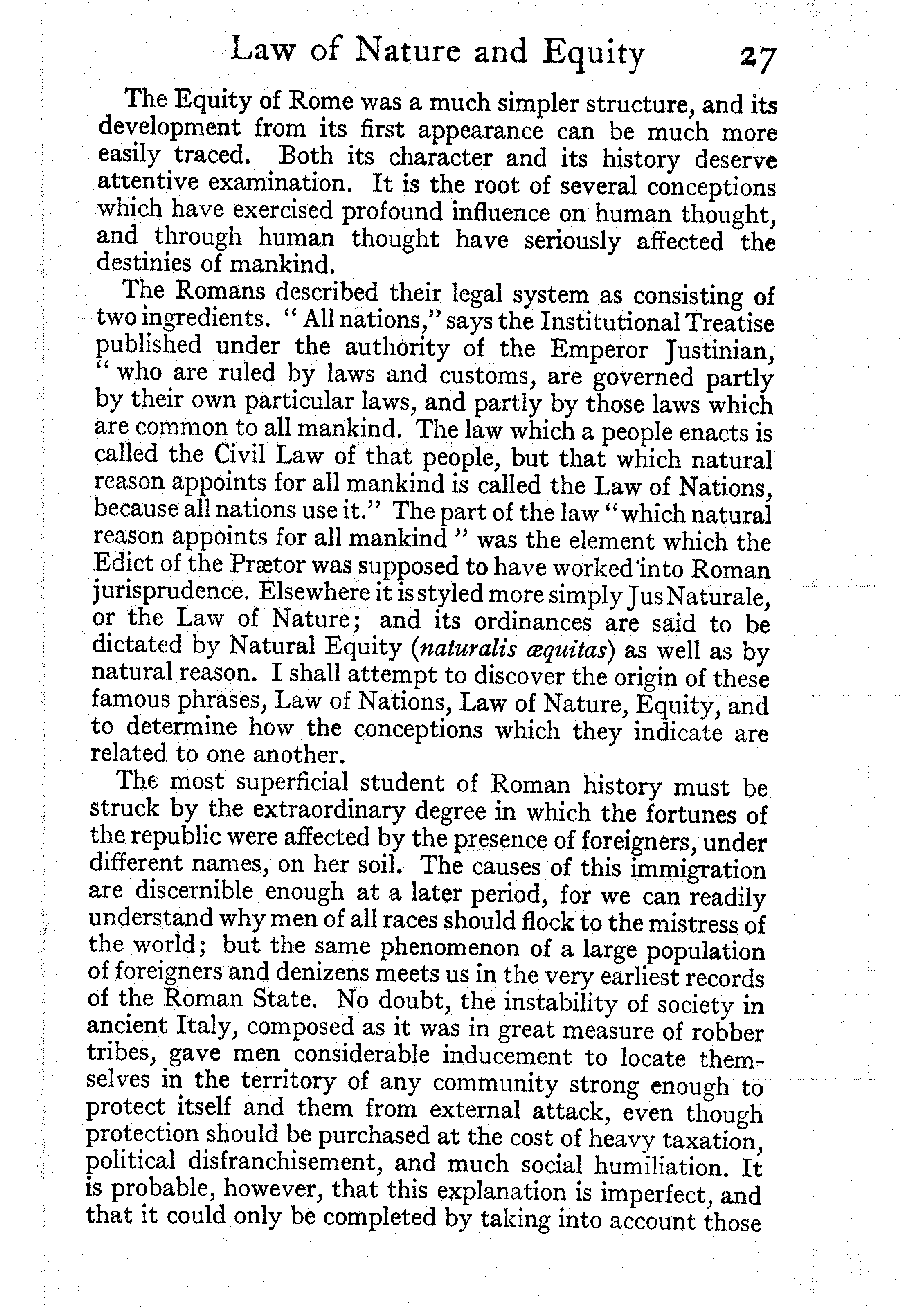 Law of Nature and Equity 27
The Equity of Rome was a much simpler structure, and its
development from its first appearance can be much more
easily traced. Both its character and its history deserve
attentive examination. It is the root of several conceptions
which have exercised profound influence on human thought,
and through human thought have seriously affected the
destinies of mankind.
The Romans described their legal system as consisting of
two ingredients. “ All nations,” says the Institutional Treatise
published under the authority of the Emperor Justinian,
“ who are ruled by laws and customs, are governed partly
by their own particular laws, and partly by those laws which
are common to all mankind. The law which a people enacts is
called the Civil Law of that people, but that which natural
reason appoints for all mankind is called the Law of Nations,
because all nations use it.” The part of the law “which natural
reason appoints for all mankind ” was the element which the
Edict of the Prætor was supposed to have worked into Roman
jurisprudence. Elsewhere it is styled more simply Jus Naturale,
or the Law of Nature; and its ordinances are said to be
dictated by Natural Equity (naturalis æquitas) as well as by
natural reason. I shall attempt to discover the origin of these
famous phrases, Law of Nations, Law of Nature, Equity, and
to determine how the conceptions which they indicate are
related to one another.
The most superficial student of Roman history must be
struck by the extraordinary degree in which the fortunes of
the republic were affected by the presence of foreigners, under
different names, on her soil. The causes of this immigration
are discernible enough at a later period, for we can readily
understand why men of all races should flock to the mistress of
the world; but the same phenomenon of a large population
of foreigners and denizens meets us in the very earliest records
of the Roman State. No doubt, the instability of society in
ancient Italy, composed as it was in great measure of robber
tribes, gave men considerable inducement to locate them-
selves in the territory of any community strong enough to
protect itself and them from external attack, even though
protection should be purchased at the cost of heavy taxation,
political disfranchisement, and much social humiliation. It
is probable, however, that this explanation is imperfect, and
that it could only be completed by taking into account those